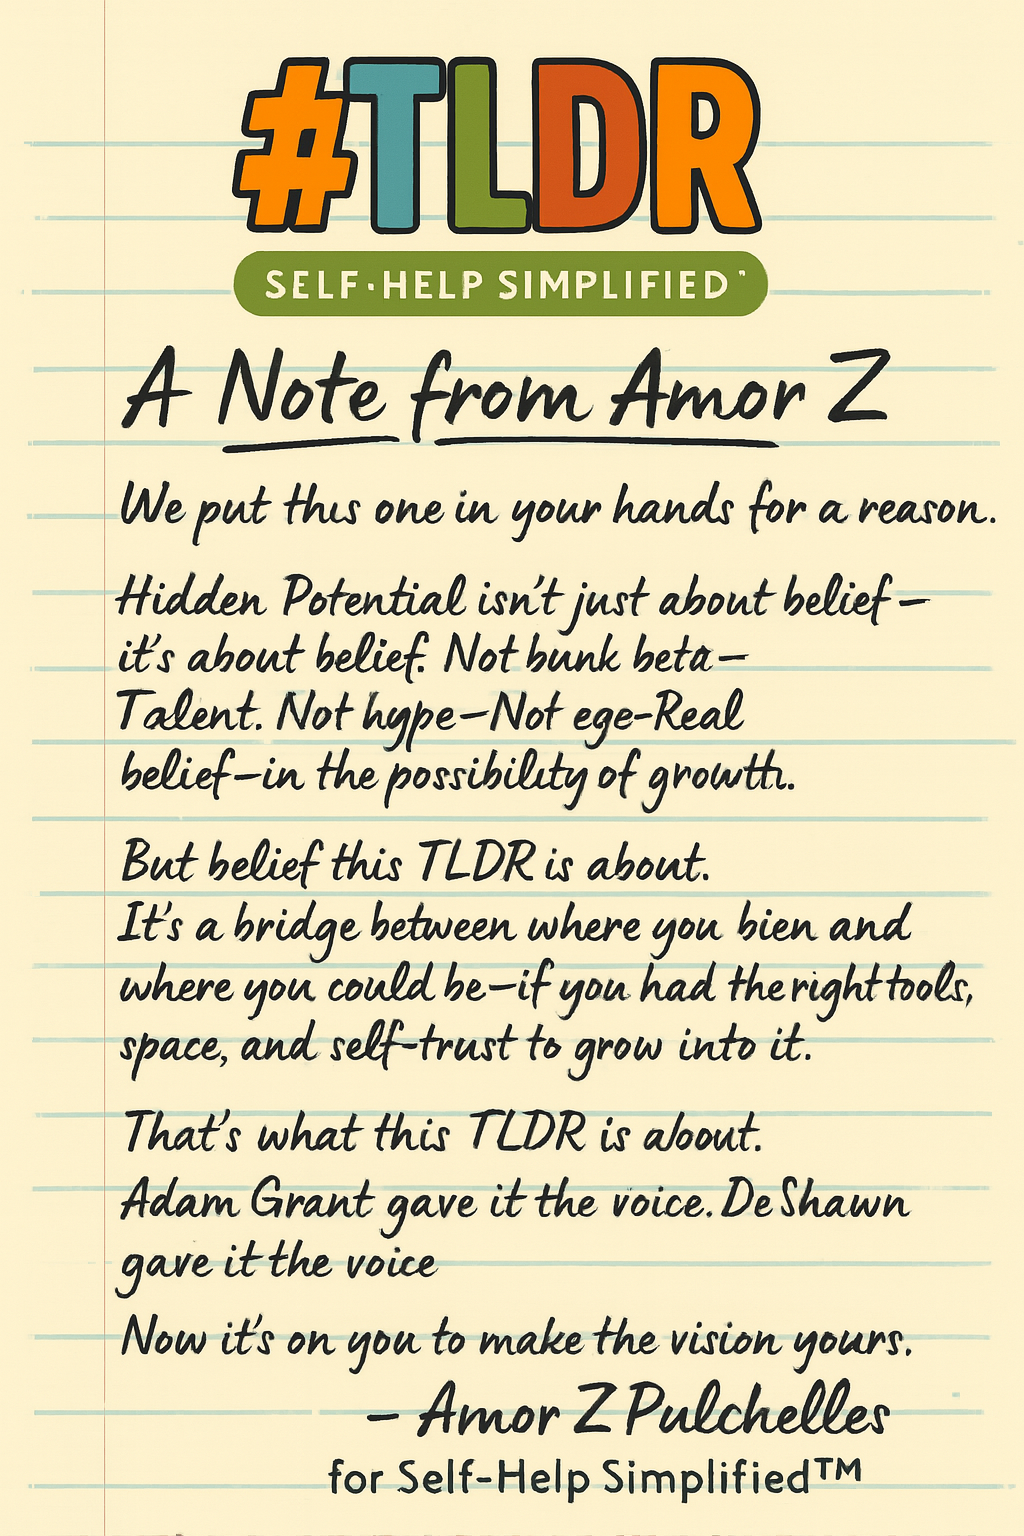 #TLDR
SELF·HELP SIMPLIFIED
A Note from Amor Z
We put this one in your hands for a reason.
Hidden Potential isn't just about belief—
it's about belief. Not bunk beta—
Talent. Not hype—Not ege-Real
belief—in the possibility of growth.
But belief this TLDR is about.
It's a bridge between where you bien and
where you could be—if you had the right tools,
space, and self-trust to grow into it.
That's what this TLDR is about.
Adam Grant gave it the voice. DeShawn
gave it the voice
Now it's on you to make the vision yours.
– Amor Z Pulchelles
for Self-Help Simplified™